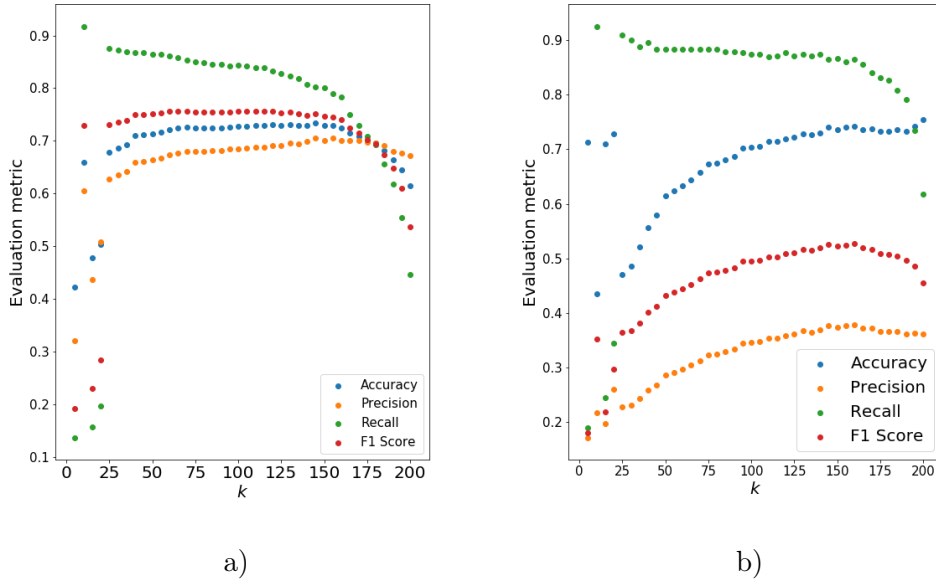 Evaluation metric
0.9
0.8
0.7
0.6
0.5
0.4
0.3
0.2
0.1
0 25 50 75 100 125 150 175 200
k
Accuracy
Precision
Recall
F1 Score
a)
Evaluation metric
0.9
0.8
0.7
0.6
0.5
0.4
0.3
0.2
0 25 50 75 100 125 150 175 200
k
Accuracy
Precision
Recall
F1 Score
b)